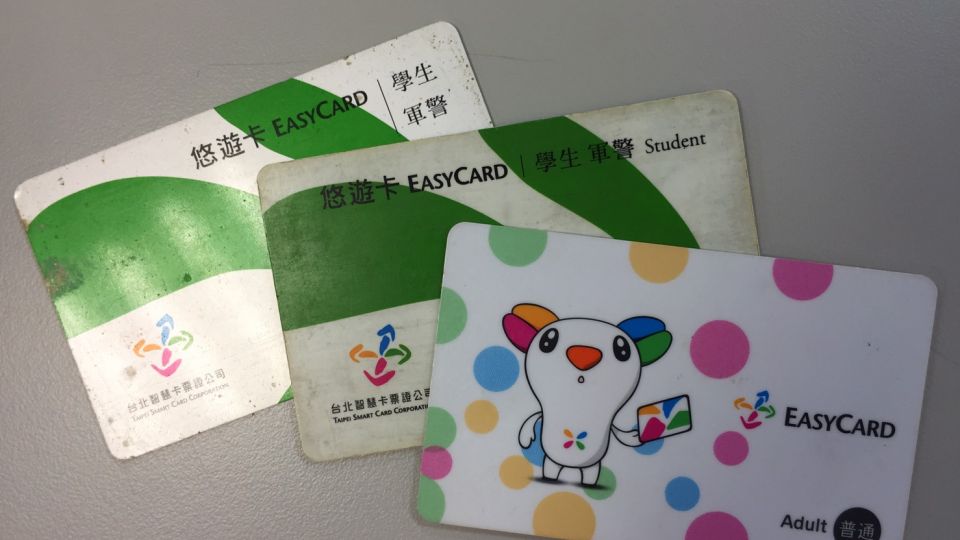 悠遊卡 EASYCARD
學生
軍警
台北智慧卡票證公司
TAIPEI SMART CARD CORPORATION
悠遊卡 EASYCARD 學生 軍警 Student
台北智慧卡票證公司
TAIPEI SMART CARD
EASYCARD
Adult 普通